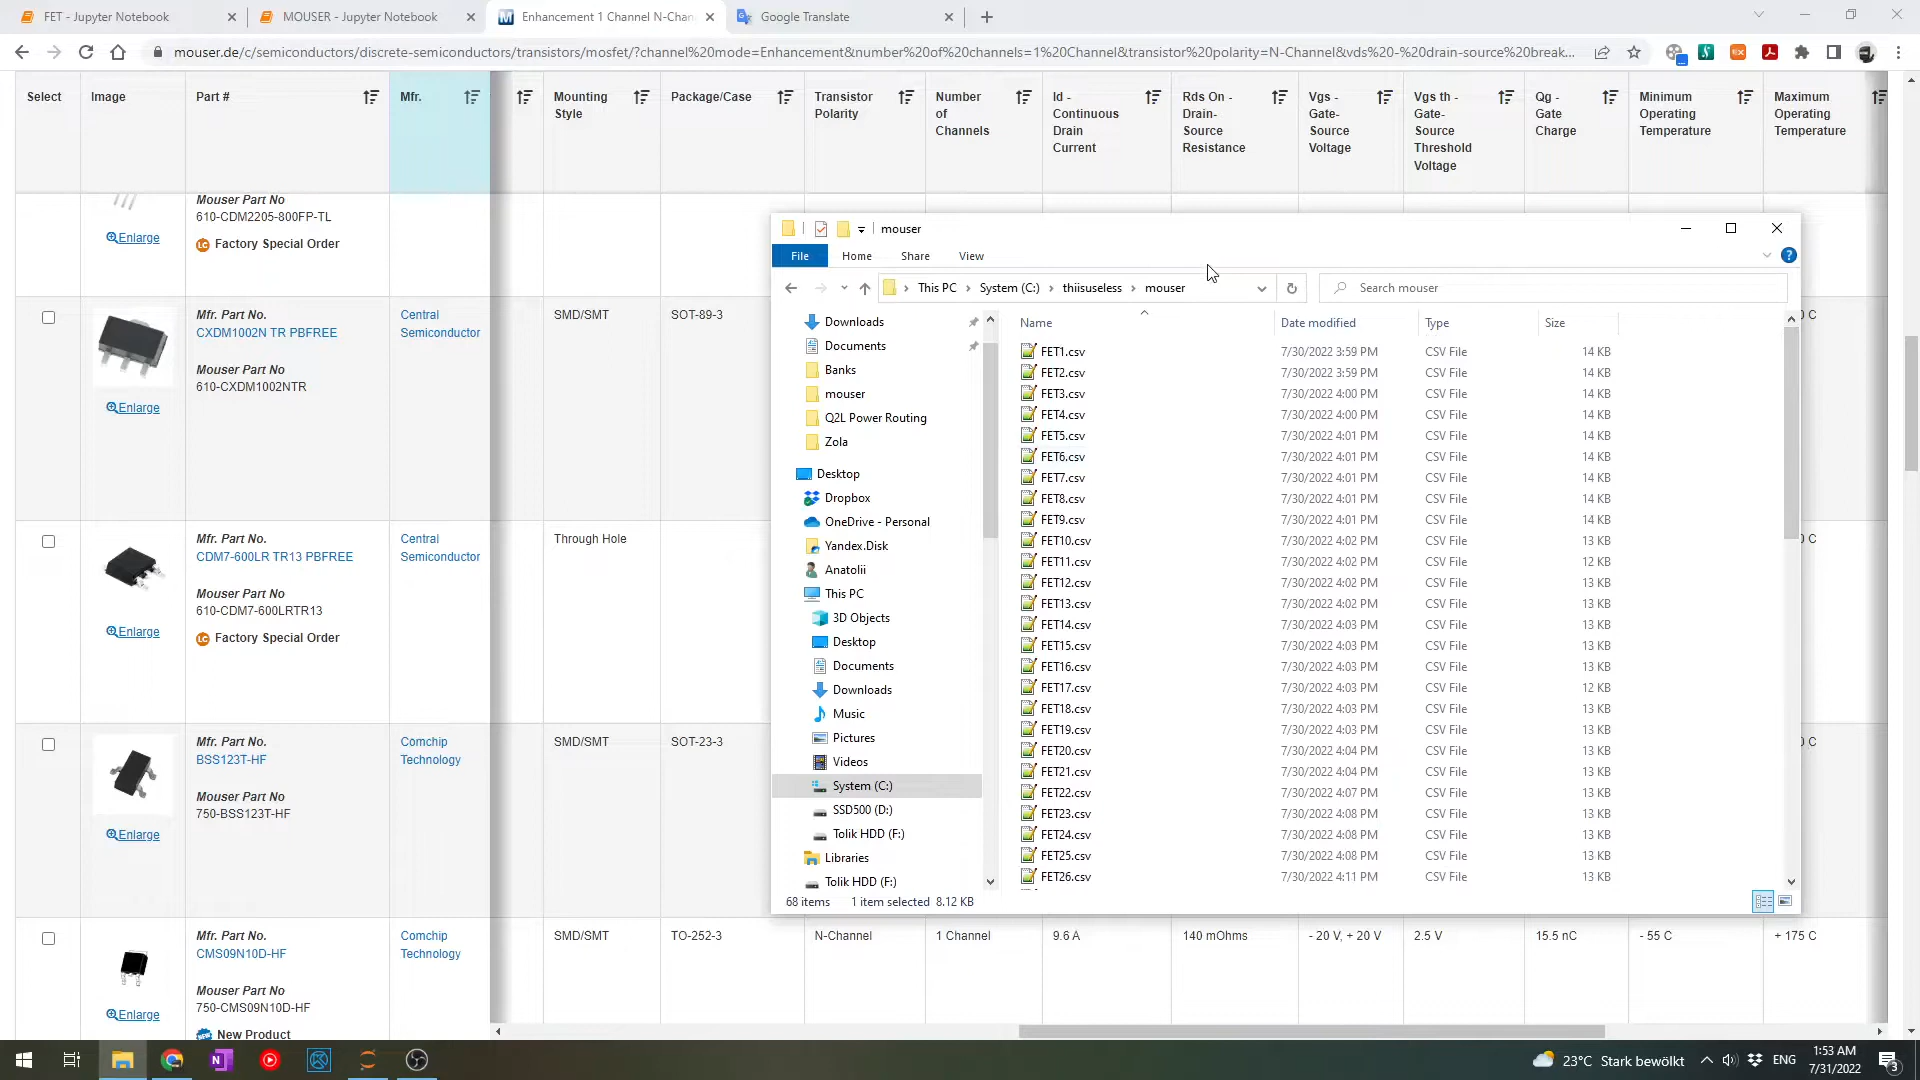 FET - Jupyter Notebook
MOUSER - Jupyter Notebook
Enhancement 1 Channel N-Chan
Google Translate
mouser.de/c/semiconductors/discrete-semiconductors/transistors/mosfet/?channel%20mode=Enhancement&number%20of%20channels=1%20Channel&transistor%20polarity=N-Channel&vds%20-%20drain-source%20break...
Select
Image
Part #
Mfr.
Mounting Style
Package/Case
Transistor Polarity
Number of Channels
Id - Continuous Drain Current
Rds On - Drain-Source Resistance
Vgs - Gate-Source Voltage
Vgs th - Gate-Source Threshold Voltage
Qg - Gate Charge
Minimum Operating Temperature
Maximum Operating Temperature
Mouser Part No
610-CDM2205-800FP-TL
Enlarge
Factory Special Order
Mfr. Part No.
CXDM1002N TR PBFREE
Mouser Part No
610-CXDM1002NTR
Enlarge
Central Semiconductor
SMD/SMT
SOT-89-3
Mfr. Part No.
CDM7-600LR TR13 PBFREE
Mouser Part No
610-CDM7-600LRTR13
Enlarge
Factory Special Order
Central Semiconductor
Through Hole
Mfr. Part No.
BSS123T-HF
Mouser Part No
750-BSS123T-HF
Enlarge
Comchip Technology
SMD/SMT
SOT-23-3
Mfr. Part No.
CMS09N10D-HF
Mouser Part No
750-CMS09N10D-HF
Enlarge
New Product
Comchip Technology
SMD/SMT
TO-252-3
N-Channel
1 Channel
9.6 A
140 mOhms
- 20 V, + 20 V
2.5 V
15.5 nC
- 55 C
+ 175 C
mouser
File Home Share View
This PC › System (C:) › thiisuseless › mouser
Search mouser
Downloads
Documents
Banks
mouser
Q2L Power Routing
Zola
Desktop
Dropbox
OneDrive - Personal
Yandex.Disk
Anatolii
This PC
3D Objects
Desktop
Documents
Downloads
Music
Pictures
Videos
System (C:)
SSD500 (D:)
Tolik HDD (F:)
Libraries
Tolik HDD (F:)
Name Date modified Type Size
FET1.csv 7/30/2022 3:59 PM CSV File 14 KB
FET2.csv 7/30/2022 3:59 PM CSV File 14 KB
FET3.csv 7/30/2022 4:00 PM CSV File 14 KB
FET4.csv 7/30/2022 4:00 PM CSV File 14 KB
FET5.csv 7/30/2022 4:01 PM CSV File 14 KB
FET6.csv 7/30/2022 4:01 PM CSV File 14 KB
FET7.csv 7/30/2022 4:01 PM CSV File 14 KB
FET8.csv 7/30/2022 4:01 PM CSV File 14 KB
FET9.csv 7/30/2022 4:01 PM CSV File 14 KB
FET10.csv 7/30/2022 4:02 PM CSV File 13 KB
FET11.csv 7/30/2022 4:02 PM CSV File 12 KB
FET12.csv 7/30/2022 4:02 PM CSV File 13 KB
FET13.csv 7/30/2022 4:02 PM CSV File 13 KB
FET14.csv 7/30/2022 4:03 PM CSV File 13 KB
FET15.csv 7/30/2022 4:03 PM CSV File 13 KB
FET16.csv 7/30/2022 4:03 PM CSV File 13 KB
FET17.csv 7/30/2022 4:03 PM CSV File 12 KB
FET18.csv 7/30/2022 4:03 PM CSV File 13 KB
FET19.csv 7/30/2022 4:03 PM CSV File 13 KB
FET20.csv 7/30/2022 4:04 PM CSV File 13 KB
FET21.csv 7/30/2022 4:04 PM CSV File 13 KB
FET22.csv 7/30/2022 4:07 PM CSV File 13 KB
FET23.csv 7/30/2022 4:08 PM CSV File 13 KB
FET24.csv 7/30/2022 4:08 PM CSV File 13 KB
FET25.csv 7/30/2022 4:08 PM CSV File 13 KB
FET26.csv 7/30/2022 4:11 PM CSV File 13 KB
68 items 1 item selected 8.12 KB
23°C Stark bewölkt
ENG
1:53 AM
7/31/2022
3